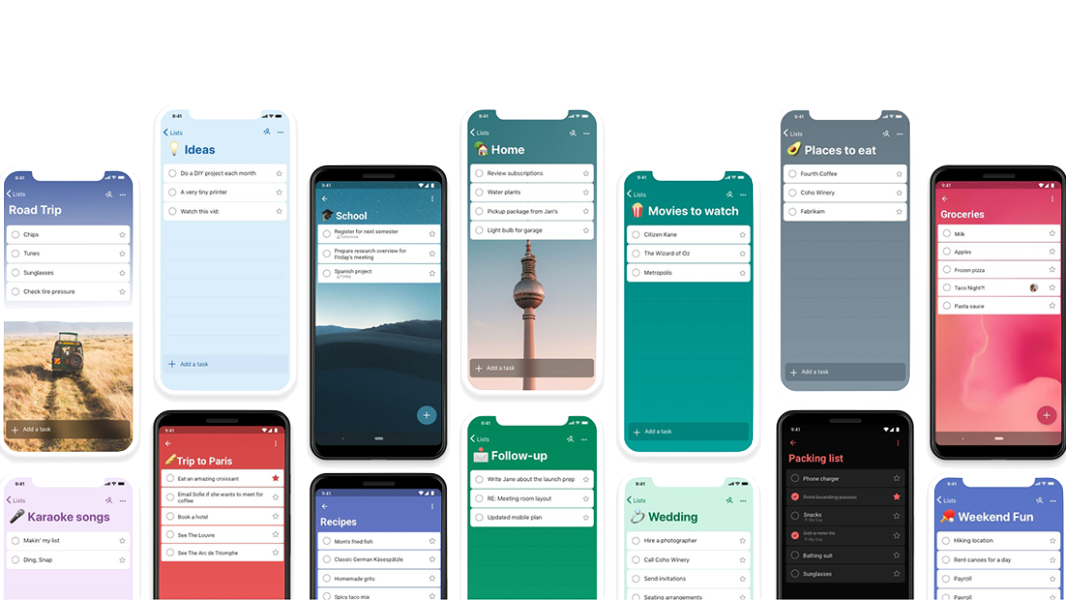 9:41
Lists
Road Trip
Chips
Tunes
Sunglasses
Check tire pressure
Add a task
9:41
Lists
Karaoke songs
Makin' my list
Ding, Snap
9:41
Lists
Ideas
Do a DIY project each month
A very tiny printer
Watch this vid:
Add a task
9:41
Trip to Paris
Eat an amazing croissant
Email Sofie if she wants to meet for
coffee
Book a hotel
See The Louvre
See The Arc de Triomphe
9:41
School
Register for next semester
Tomorrow
Prepare research overview for
Friday's meeting
Spanish project
Friday
9:41
Recipes
Mom's fried fish
Classic German Käsespätzle
Homemade grits
Spicy taco mix
9:41
Lists
Home
Review subscriptions
Water plants
Pickup package from Jan's
Light bulb for garage
Add a task
9:41
Lists
Follow-up
Write Jane about the launch prep
RE: Meeting room layout
Updated mobile plan
9:41
Lists
Movies to watch
Citizen Kane
The Wizard of Oz
Metropolis
Add a task
9:41
Lists
Wedding
Hire a photographer
Call Coho Winery
Send invitations
Seating arrangements
9:41
Lists
Places to eat
Fourth Coffee
Coho Winery
Fabrikam
Add a task
9:41
Packing list
Phone charger
Print boarding passes
Snacks
My Day
Get a new tie
My Day
Bathing suit
Sunglasses
9:41
Groceries
Milk
Apples
Frozen pizza
Taco Night?!
Pasta sauce
9:41
Lists
Weekend Fun
Hiking location
Rent canoes for a day
Payroll
Payroll